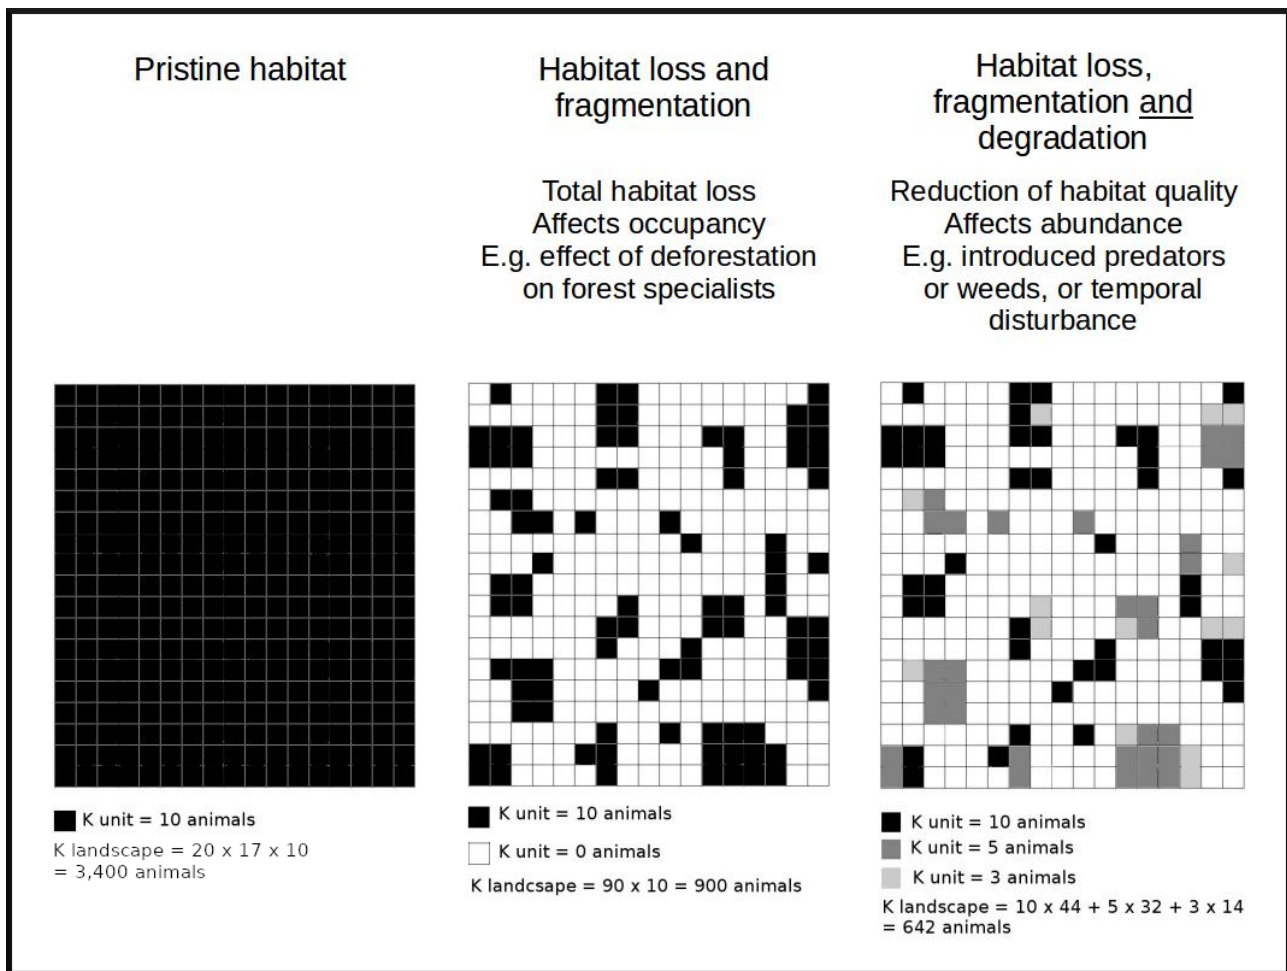 Pristine habitat
Habitat loss and
fragmentation
Total habitat loss
Affects occupancy
E.g. effect of deforestation
on forest specialists
Habitat loss,
fragmentation and
degradation
Reduction of habitat quality
Affects abundance
E.g. introduced predators
or weeds, or temporal
disturbance
K unit = 10 animals
K landscape = 20 x 17 x 10
= 3,400 animals
K unit = 10 animals
K unit = 0 animals
K landcsape = 90 x 10 = 900 animals
K unit = 10 animals
K unit = 5 animals
K unit = 3 animals
K landscape = 10 x 44 + 5 x 32 + 3 x 14
= 642 animals